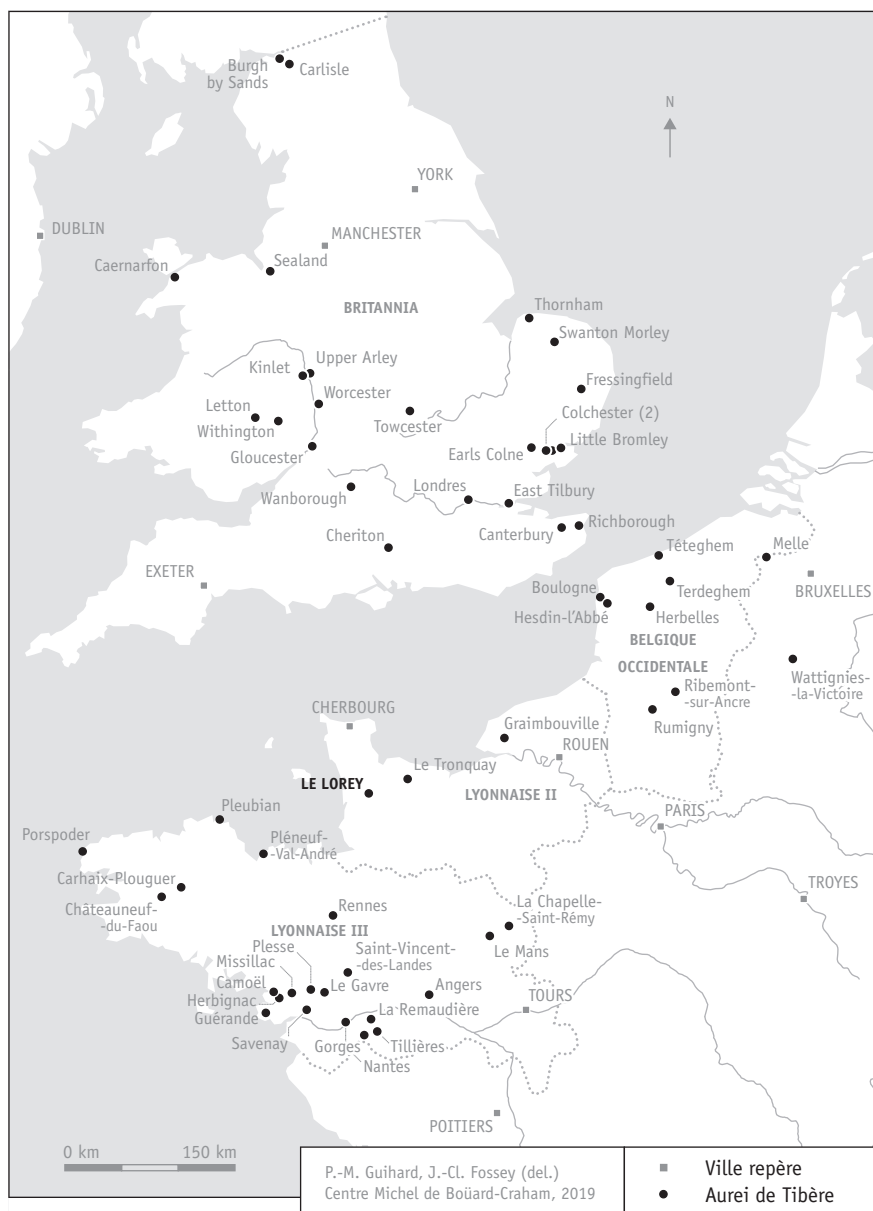 Burgh
by Sands
Carlisle
N
YORK
DUBLIN
MANCHESTER
Caernarfon
Sealand
BRITANNIA
Thornham
Swanton Morley
Kinlet
Upper Arley
Fressingfield
Worcester
Letton
Withington
Towcester
Colchester (2)
Gloucester
Earls Colne
Little Bromley
Wanborough
Londres
East Tilbury
Cheriton
Canterbury
Richborough
EXETER
Téteghem
Melle
Boulogne
Terdeghem
BRUXELLES
Hesdin-l'Abbé
Herbelles
BELGIQUE
OCCIDENTALE
Wattignies-
-la-Victoire
Ribemont-
-sur-Ancre
Rumigny
CHERBOURG
Graimbouville
ROUEN
Le Tronquay
LE LOREY
LYONNAISE II
PARIS
Pleubian
Porspoder
Pléneuf-
-Val-André
Carhaix-Plouguer
Châteauneuf-
-du-Faou
TROYES
Rennes
La Chapelle-
-Saint-Rémy
LYONNAISE III
Le Mans
Plesse
Saint-Vincent-
-des-Landes
Missillac
Camoël
Le Gavre
Angers
Herbignac
Guérande
La Remaudière
TOURS
Savenay
Gorges
Tillières
Nantes
POITIERS
0 km
150 km
P.-M. Guihard, J.-Cl. Fossey (del.)
Centre Michel de Boüard-Craham, 2019
Ville repère
Aurei de Tibère